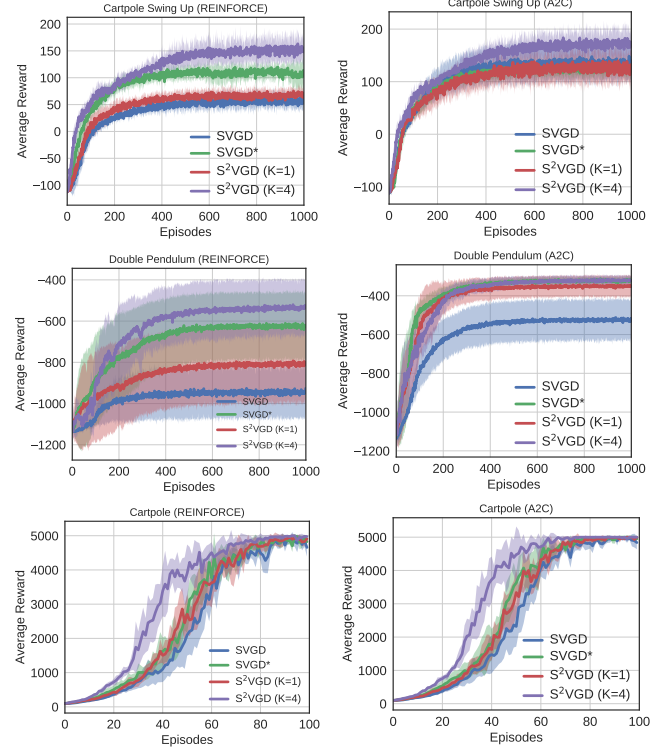 Cartpole Swing Up (REINFORCE)
200
150
100
50
0
−50
−100
Average Reward
SVGD
SVGD*
S²VGD (K=1)
S²VGD (K=4)
0 200 400 600 800 1000
Episodes
Cartpole Swing Up (A2C)
200
100
0
−100
Average Reward
SVGD
SVGD*
S²VGD (K=1)
S²VGD (K=4)
0 200 400 600 800 1000
Episodes
Double Pendulum (REINFORCE)
−400
−600
−800
−1000
−1200
Average Reward
SVGD
SVGD*
S²VGD (K=1)
S²VGD (K=4)
0 200 400 600 800 1000
Episodes
Double Pendulum (A2C)
−400
−600
−800
−1000
−1200
Average Reward
SVGD
SVGD*
S²VGD (K=1)
S²VGD (K=4)
0 200 400 600 800 1000
Episodes
Cartpole (REINFORCE)
5000
4000
3000
2000
1000
0
Average Reward
SVGD
SVGD*
S²VGD (K=1)
S²VGD (K=4)
0 20 40 60 80 100
Episodes
Cartpole (A2C)
5000
4000
3000
2000
1000
0
Average Reward
SVGD
SVGD*
S²VGD (K=1)
S²VGD (K=4)
0 20 40 60 80 100
Episodes